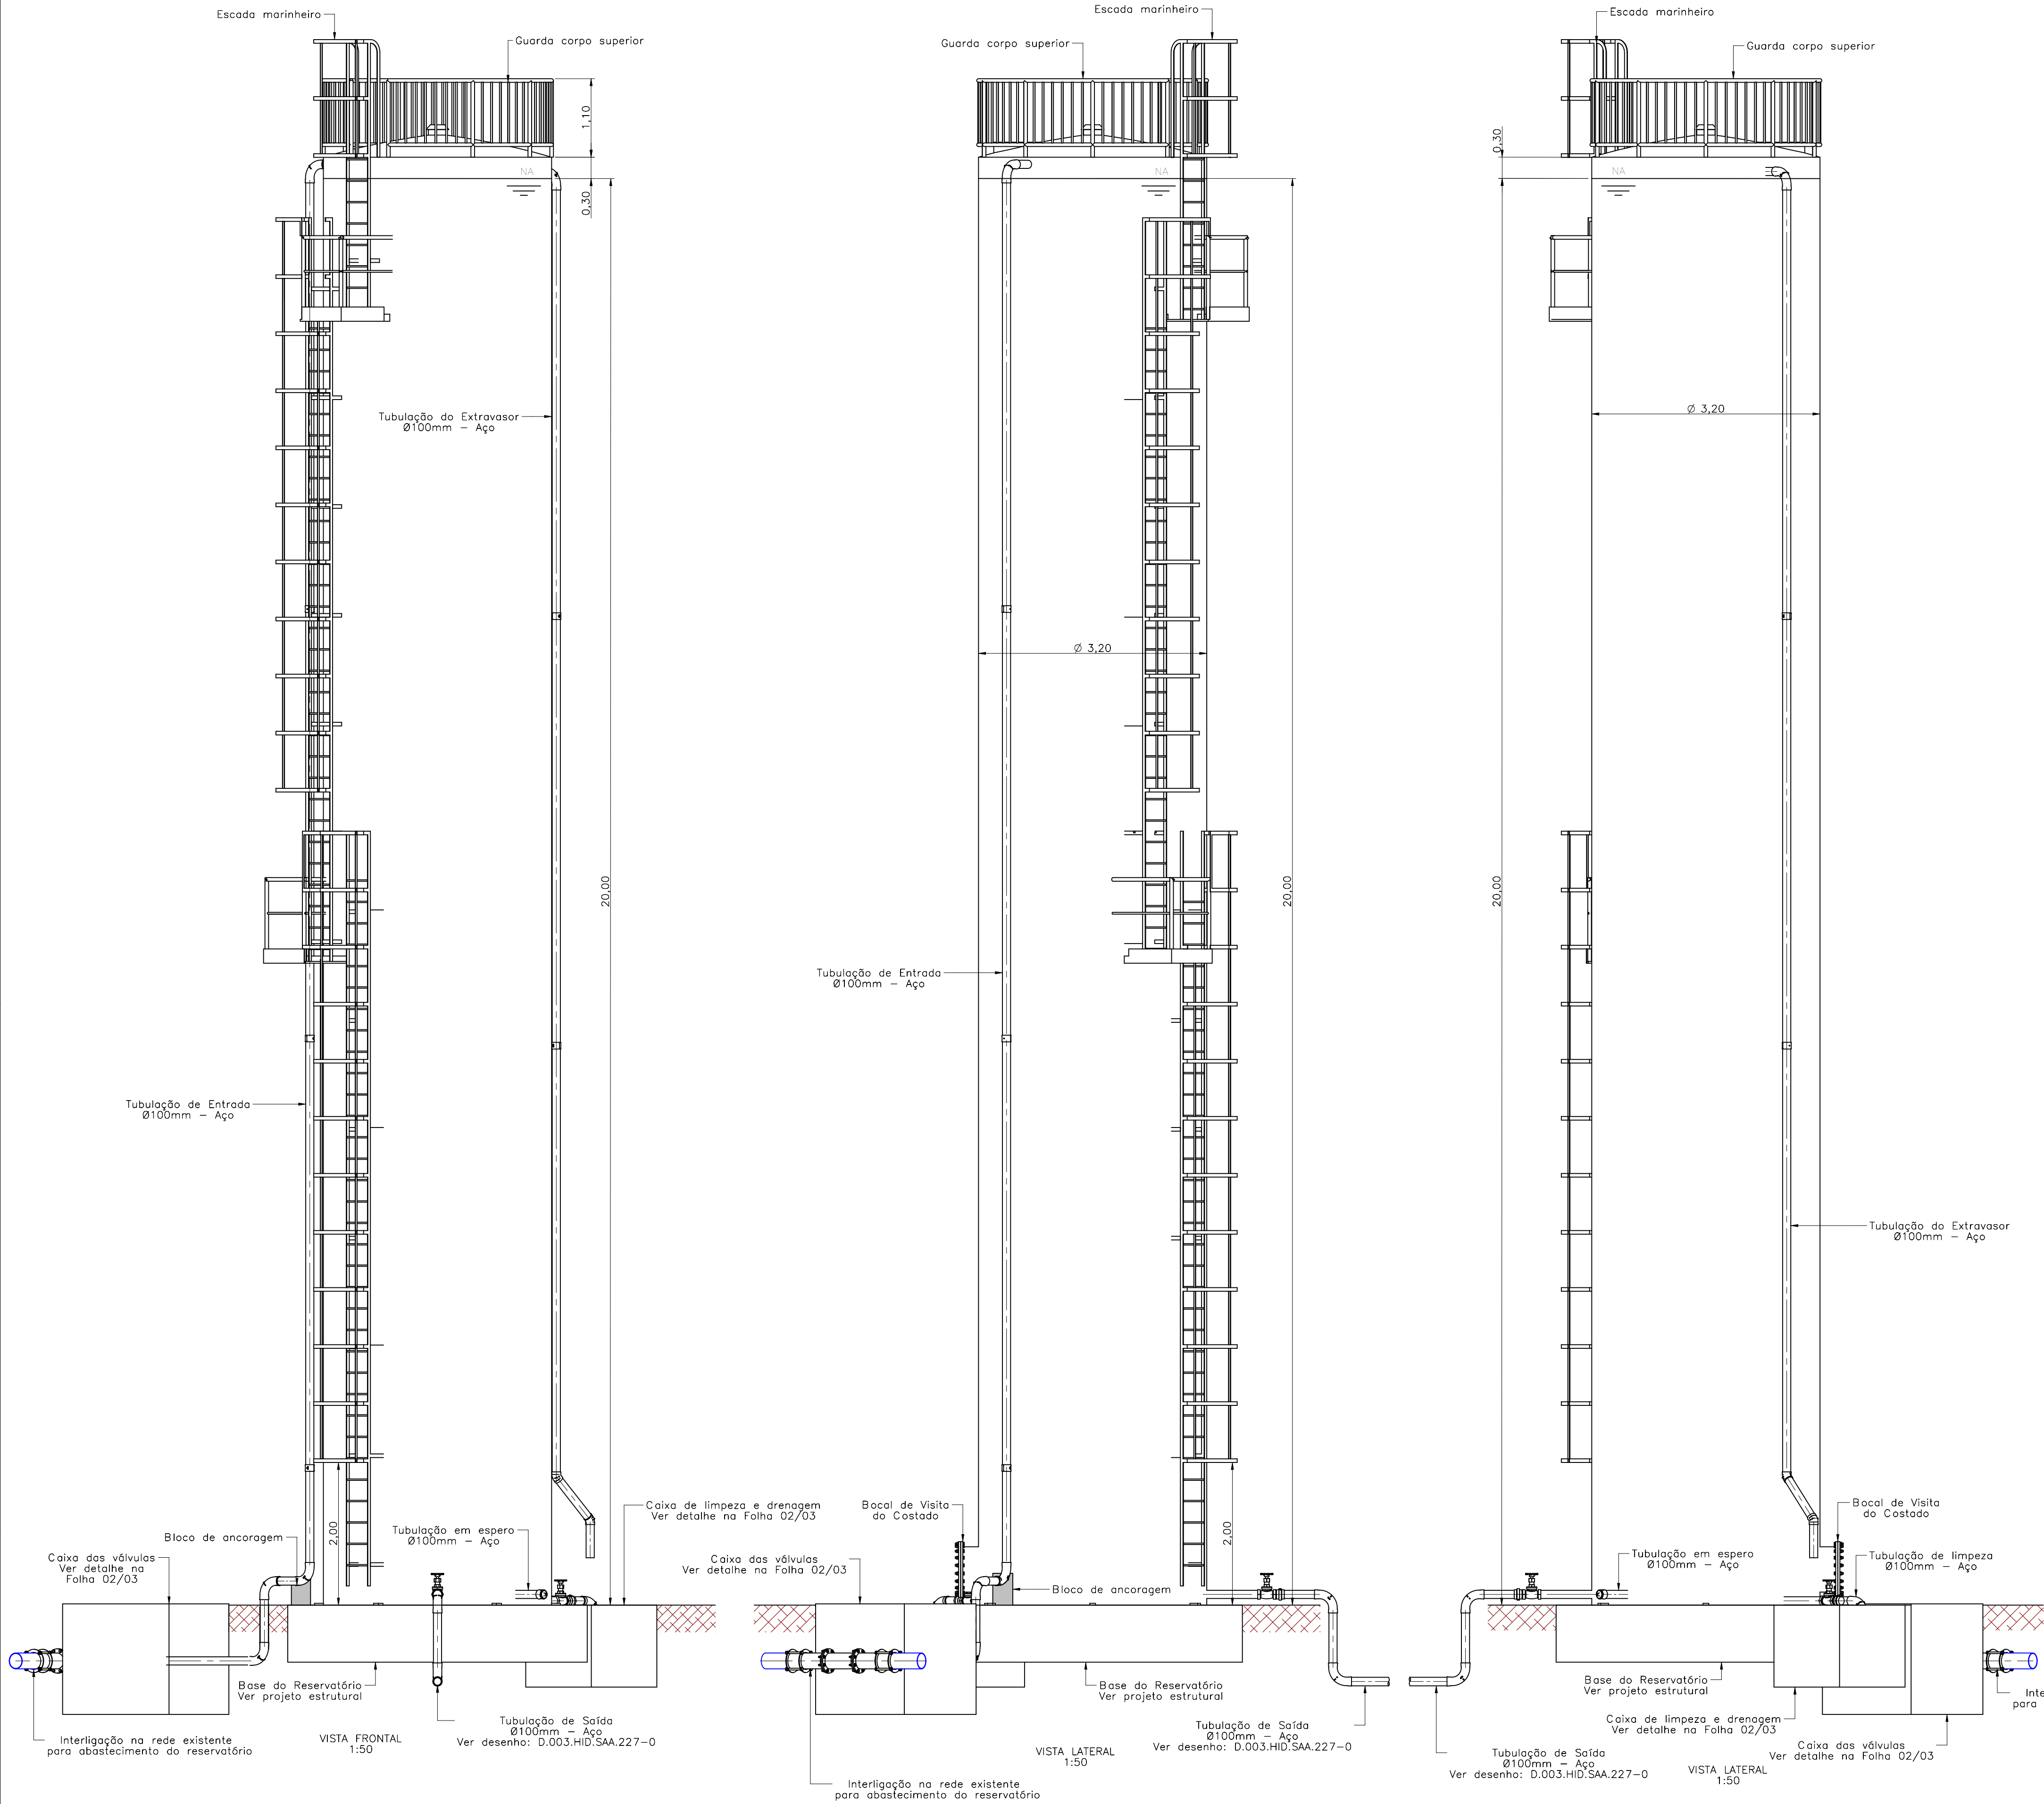 Escada marinheiro
Guarda corpo superior
1,10
NA
0,30
Tubulação do Extravasor
Ø100mm – Aço
20,00
Tubulação de Entrada
Ø100mm – Aço
2,00
Bloco de ancoragem
Caixa das válvulas
Ver detalhe na
Folha 02/03
Tubulação em espero
Ø100mm – Aço
Caixa de limpeza e drenagem
Ver detalhe na Folha 02/03
Base do Reservatório
Ver projeto estrutural
Interligação na rede existente
para abastecimento do reservatório
Tubulação de Saída
Ø100mm – Aço
Ver desenho: D.003.HID.SAA.227–0
VISTA FRONTAL
1:50
Escada marinheiro
Guarda corpo superior
NA
Ø 3,20
20,00
Tubulação de Entrada
Ø100mm – Aço
2,00
Bocal de Visita
do Costado
Caixa das válvulas
Ver detalhe na Folha 02/03
Bloco de ancoragem
Base do Reservatório
Ver projeto estrutural
Tubulação de Saída
Ø100mm – Aço
Ver desenho: D.003.HID.SAA.227–0
VISTA LATERAL
1:50
Interligação na rede existente
para abastecimento do reservatório
Escada marinheiro
Guarda corpo superior
0,30
NA
Ø 3,20
20,00
Tubulação do Extravasor
Ø100mm – Aço
Bocal de Visita
do Costado
Tubulação em espero
Ø100mm – Aço
Tubulação de limpeza
Ø100mm – Aço
Base do Reservatório
Ver projeto estrutural
Inte
para
Caixa de limpeza e drenagem
Ver detalhe na Folha 02/03
Caixa das válvulas
Ver detalhe na Folha 02/03
Tubulação de Saída
Ø100mm – Aço
Ver desenho: D.003.HID.SAA.227–0
VISTA LATERAL
1:50